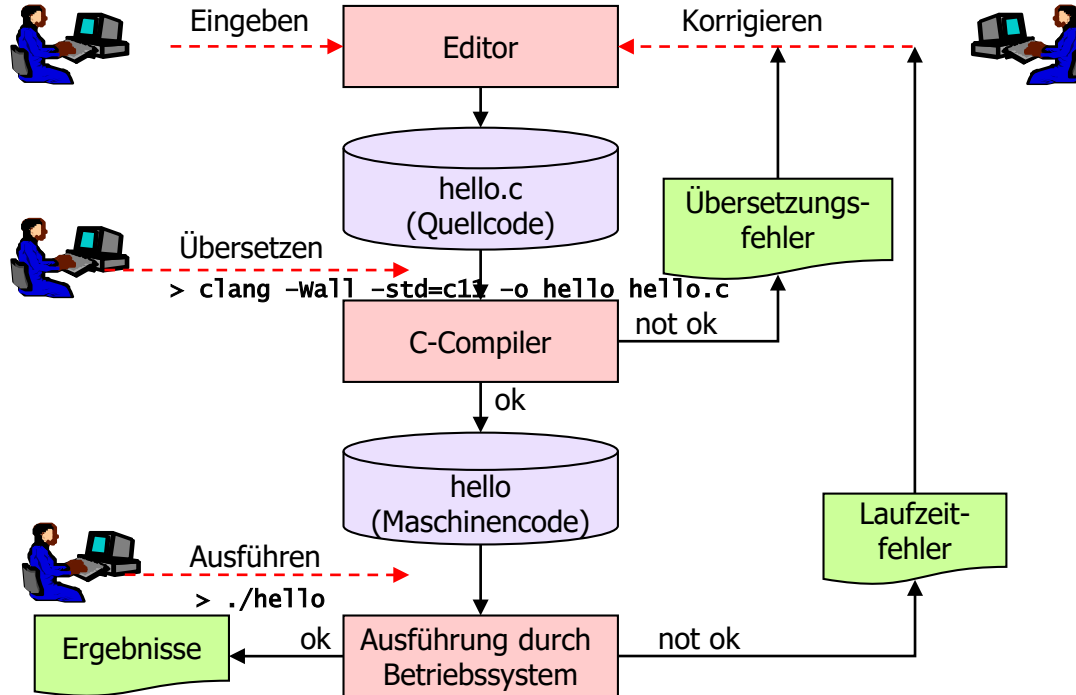 Eingeben
Editor
Korrigieren
hello.c
(Quellcode)
Übersetzungs-
fehler
Übersetzen
> clang -Wall -std=c11 -o hello hello.c
C-Compiler
not ok
ok
hello
(Maschinencode)
Laufzeit-
fehler
Ausführen
> ./hello
Ergebnisse
ok
Ausführung durch
Betriebssystem
not ok